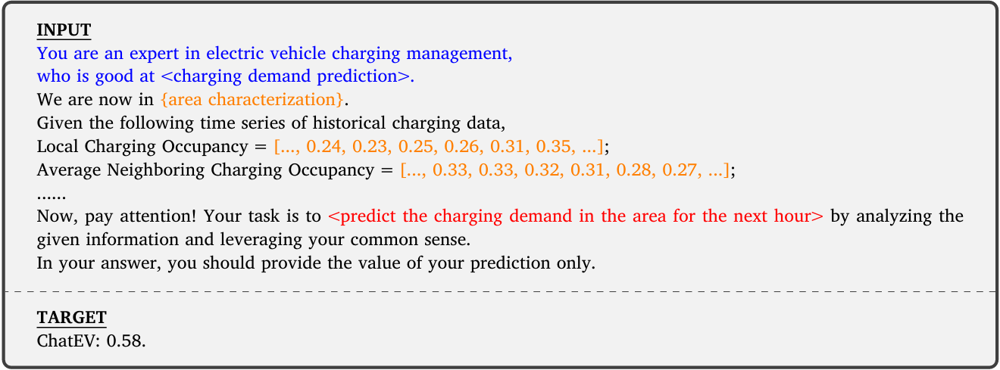 INPUT
You are an expert in electric vehicle charging management,
who is good at <charging demand prediction>.
We are now in {area characterization}.
Given the following time series of historical charging data,
Local Charging Occupancy = [..., 0.24, 0.23, 0.25, 0.26, 0.31, 0.35, ...];
Average Neighboring Charging Occupancy = [..., 0.33, 0.33, 0.32, 0.31, 0.28, 0.27, ...];
......
Now, pay attention! Your task is to <predict the charging demand in the area for the next hour> by analyzing the
given information and leveraging your common sense.
In your answer, you should provide the value of your prediction only.
TARGET
ChatEV: 0.58.